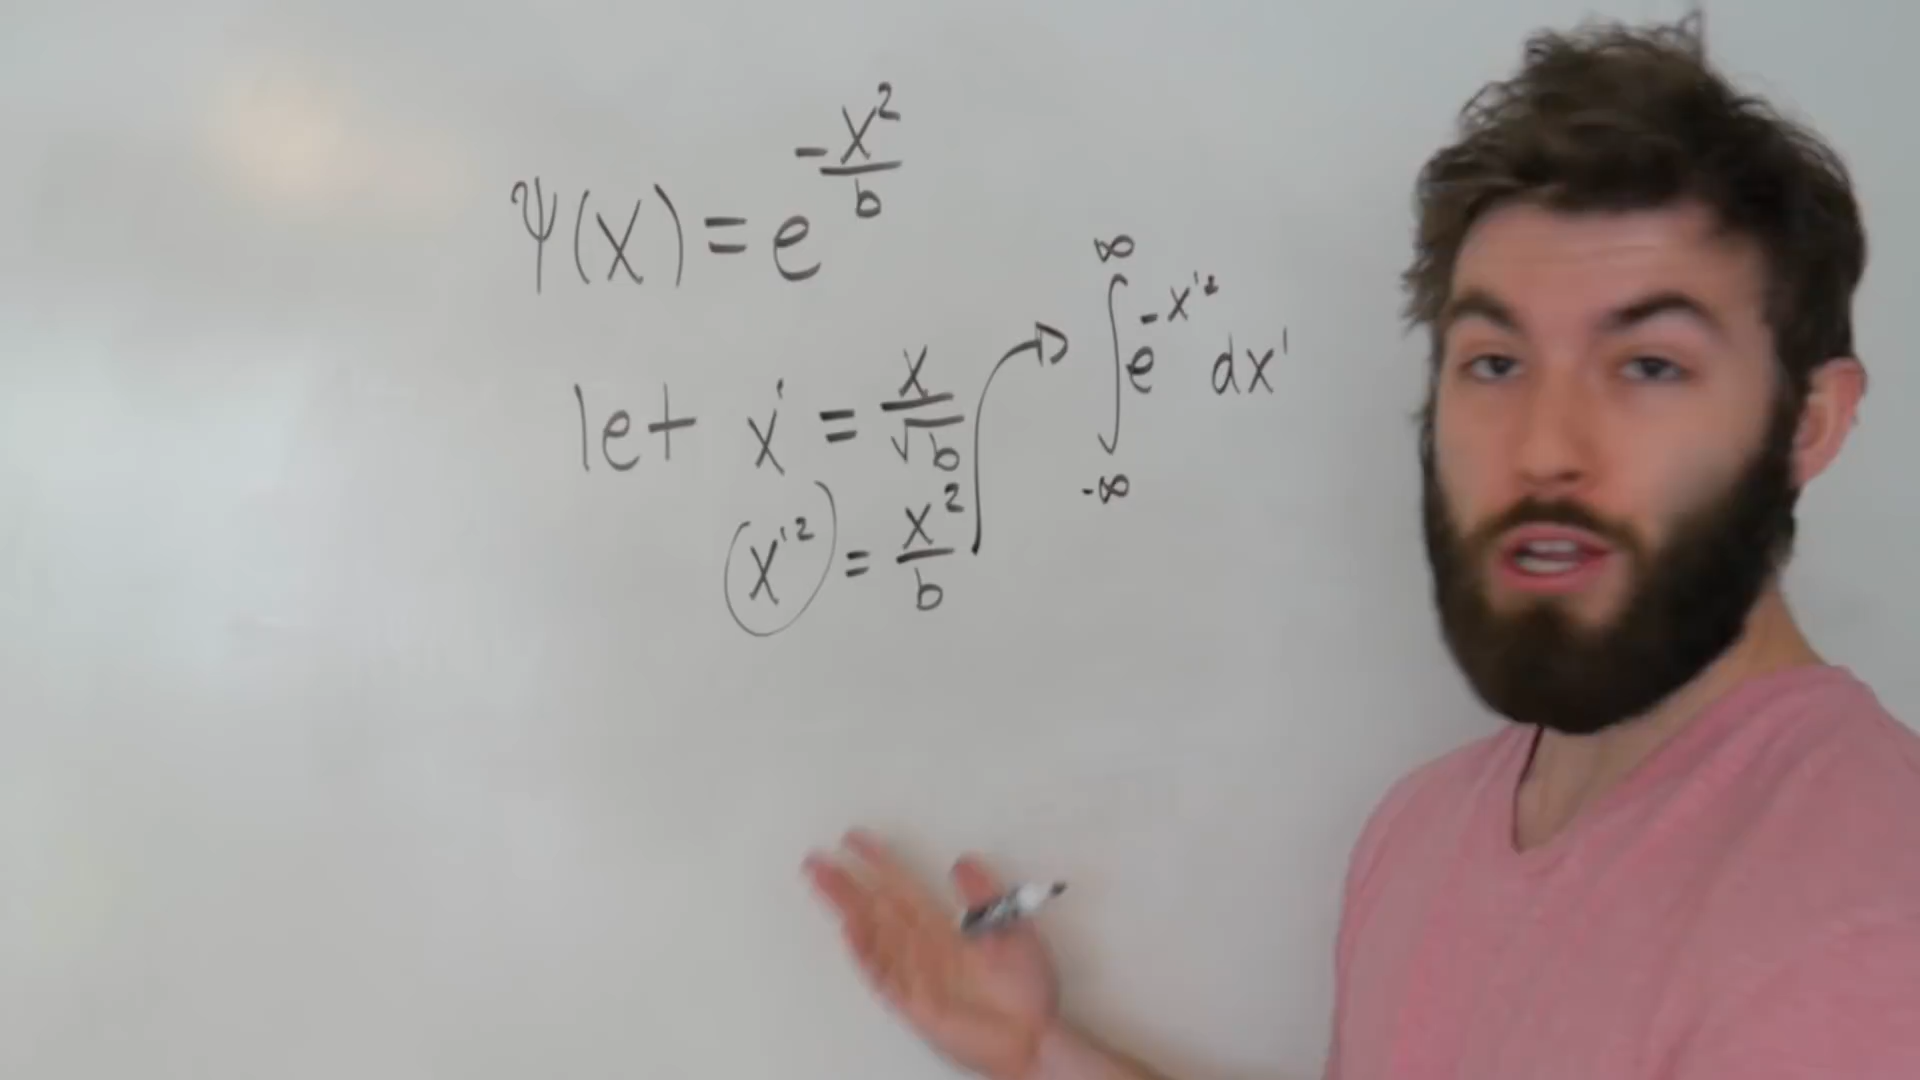 Ψ(x) = e^(-x²/b)
let x' = x/√b
x'² = x²/b
∫_{-∞}^{∞} e^(-x'²) dx'